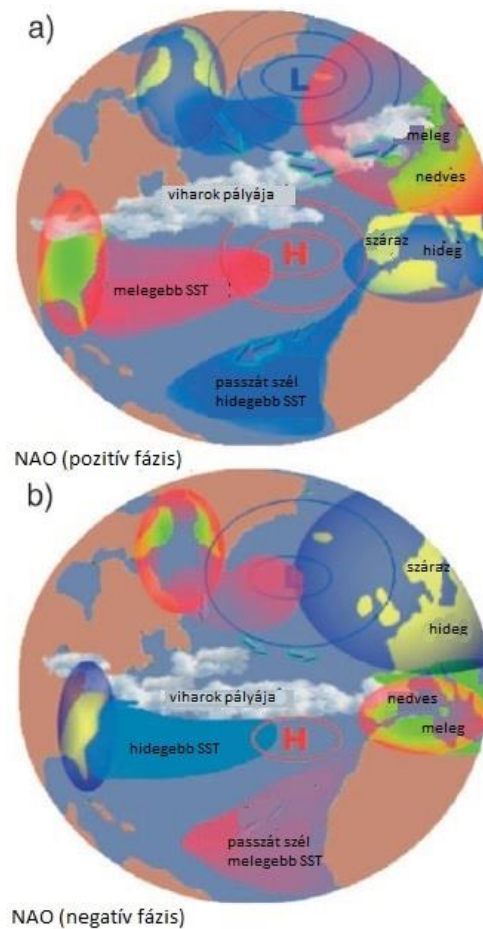 a)
L
meleg
nedves
viharok pályája
száraz
hideg
H
melegebb SST
passzát szél
hidegebb SST
NAO (pozitív fázis)
b)
L
száraz
hideg
viharok pályája
nedves
meleg
hidegebb SST
H
passzát szél
melegebb SST
NAO (negatív fázis)